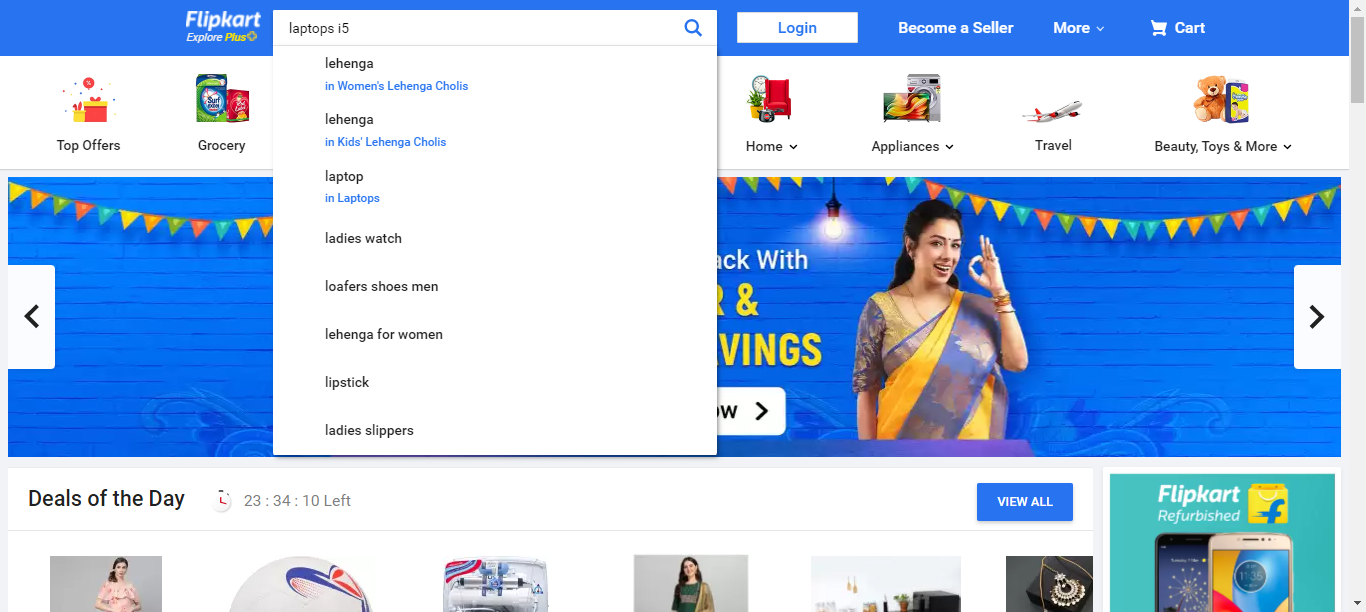 Flipkart
Explore Plus
laptops i5
Login
Become a Seller
More
Cart
lehenga
in Women's Lehenga Cholis
lehenga
in Kids' Lehenga Cholis
laptop
in Laptops
ladies watch
loafers shoes men
lehenga for women
lipstick
ladies slippers
Top Offers
Grocery
Home
Appliances
Travel
Beauty, Toys & More
ack With
R &
VINGS
OW
Deals of the Day
23 : 34 : 10 Left
VIEW ALL
Flipkart
Refurbished
11:35